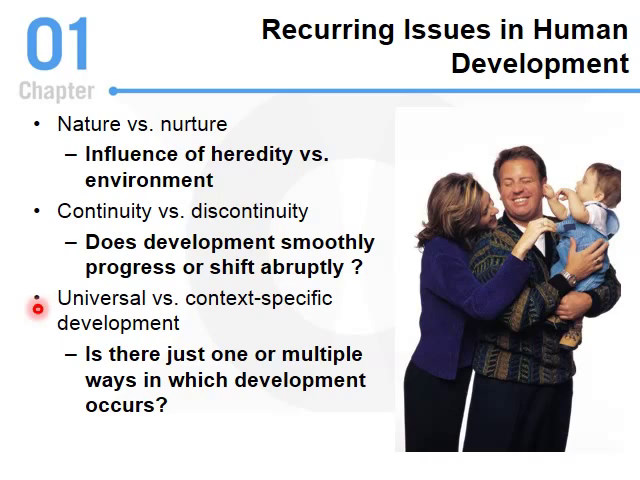 01
Chapter
Recurring Issues in Human
Development
• Nature vs. nurture
– Influence of heredity vs.
environment
• Continuity vs. discontinuity
– Does development smoothly
progress or shift abruptly ?
• Universal vs. context-specific
development
– Is there just one or multiple
ways in which development
occurs?